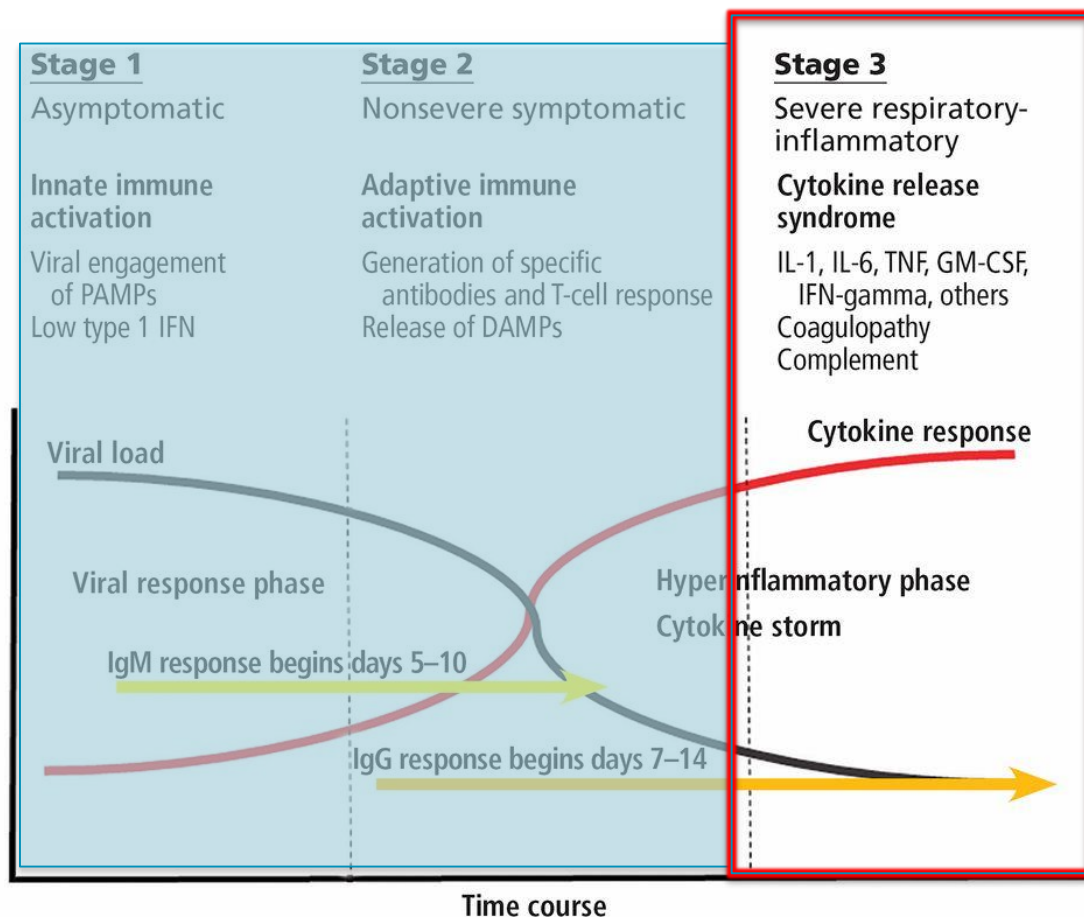 Stage 1
Asymptomatic
Innate immune
activation
Viral engagement
of PAMPs
Low type 1 IFN
Stage 2
Nonsevere symptomatic
Adaptive immune
activation
Generation of specific
antibodies and T-cell response
Release of DAMPs
Stage 3
Severe respiratory-
inflammatory
Cytokine release
syndrome
IL-1, IL-6, TNF, GM-CSF,
IFN-gamma, others
Coagulopathy
Complement
Viral load
Cytokine response
Viral response phase
Hyperinflammatory phase
Cytokine storm
IgM response begins days 5–10
IgG response begins days 7–14
Time course